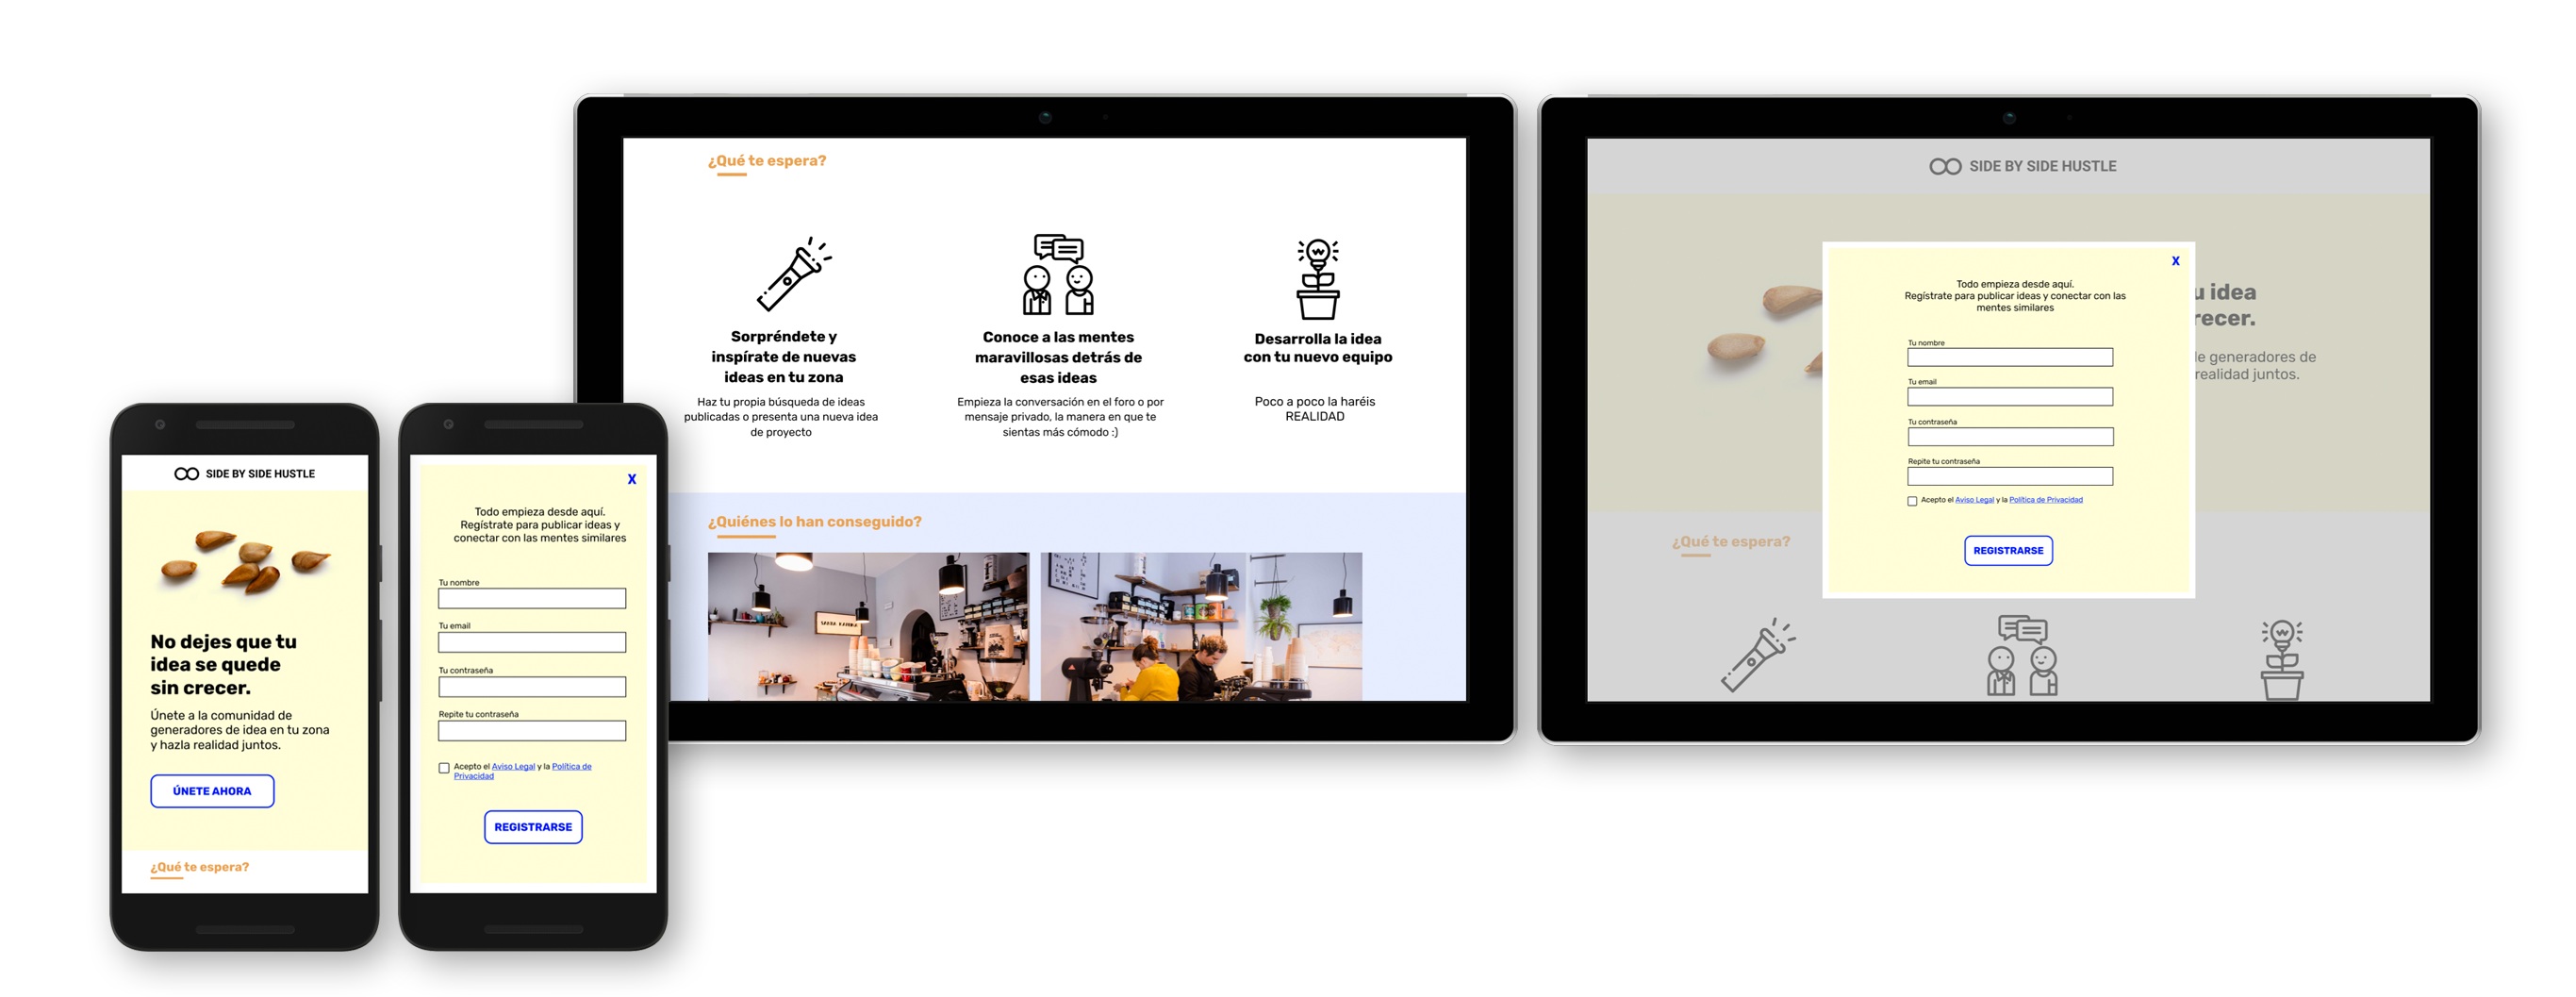 SIDE BY SIDE HUSTLE
No dejes que tu
idea se quede
sin crecer.
Únete a la comunidad de
generadores de idea en tu zona
y hazla realidad juntos.
ÚNETE AHORA
¿Qué te espera?
X
Todo empieza desde aquí.
Regístrate para publicar ideas y
conectar con las mentes similares
Tu nombre
Tu email
Tu contraseña
Repite tu contraseña
Acepto el Aviso Legal y la Política de
Privacidad
REGISTRARSE
¿Qué te espera?
Sorpréndete y
inspírate de nuevas
ideas en tu zona
Haz tu propia búsqueda de ideas
publicadas o presenta una nueva idea
de proyecto
Conoce a las mentes
maravillosas detrás de
esas ideas
Empieza la conversación en el foro o por
mensaje privado, la manera en que te
sientas más cómodo :)
Desarrolla la idea
con tu nuevo equipo
Poco a poco la haréis
REALIDAD
¿Quiénes lo han conseguido?
SIDE BY SIDE HUSTLE
u idea
recer.
de generadores de
realidad juntos.
X
Todo empieza desde aquí.
Regístrate para publicar ideas y conectar con las
mentes similares
Tu nombre
Tu email
Tu contraseña
Repite tu contraseña
Acepto el Aviso Legal y la Política de Privacidad
REGISTRARSE
¿Qué te espera?